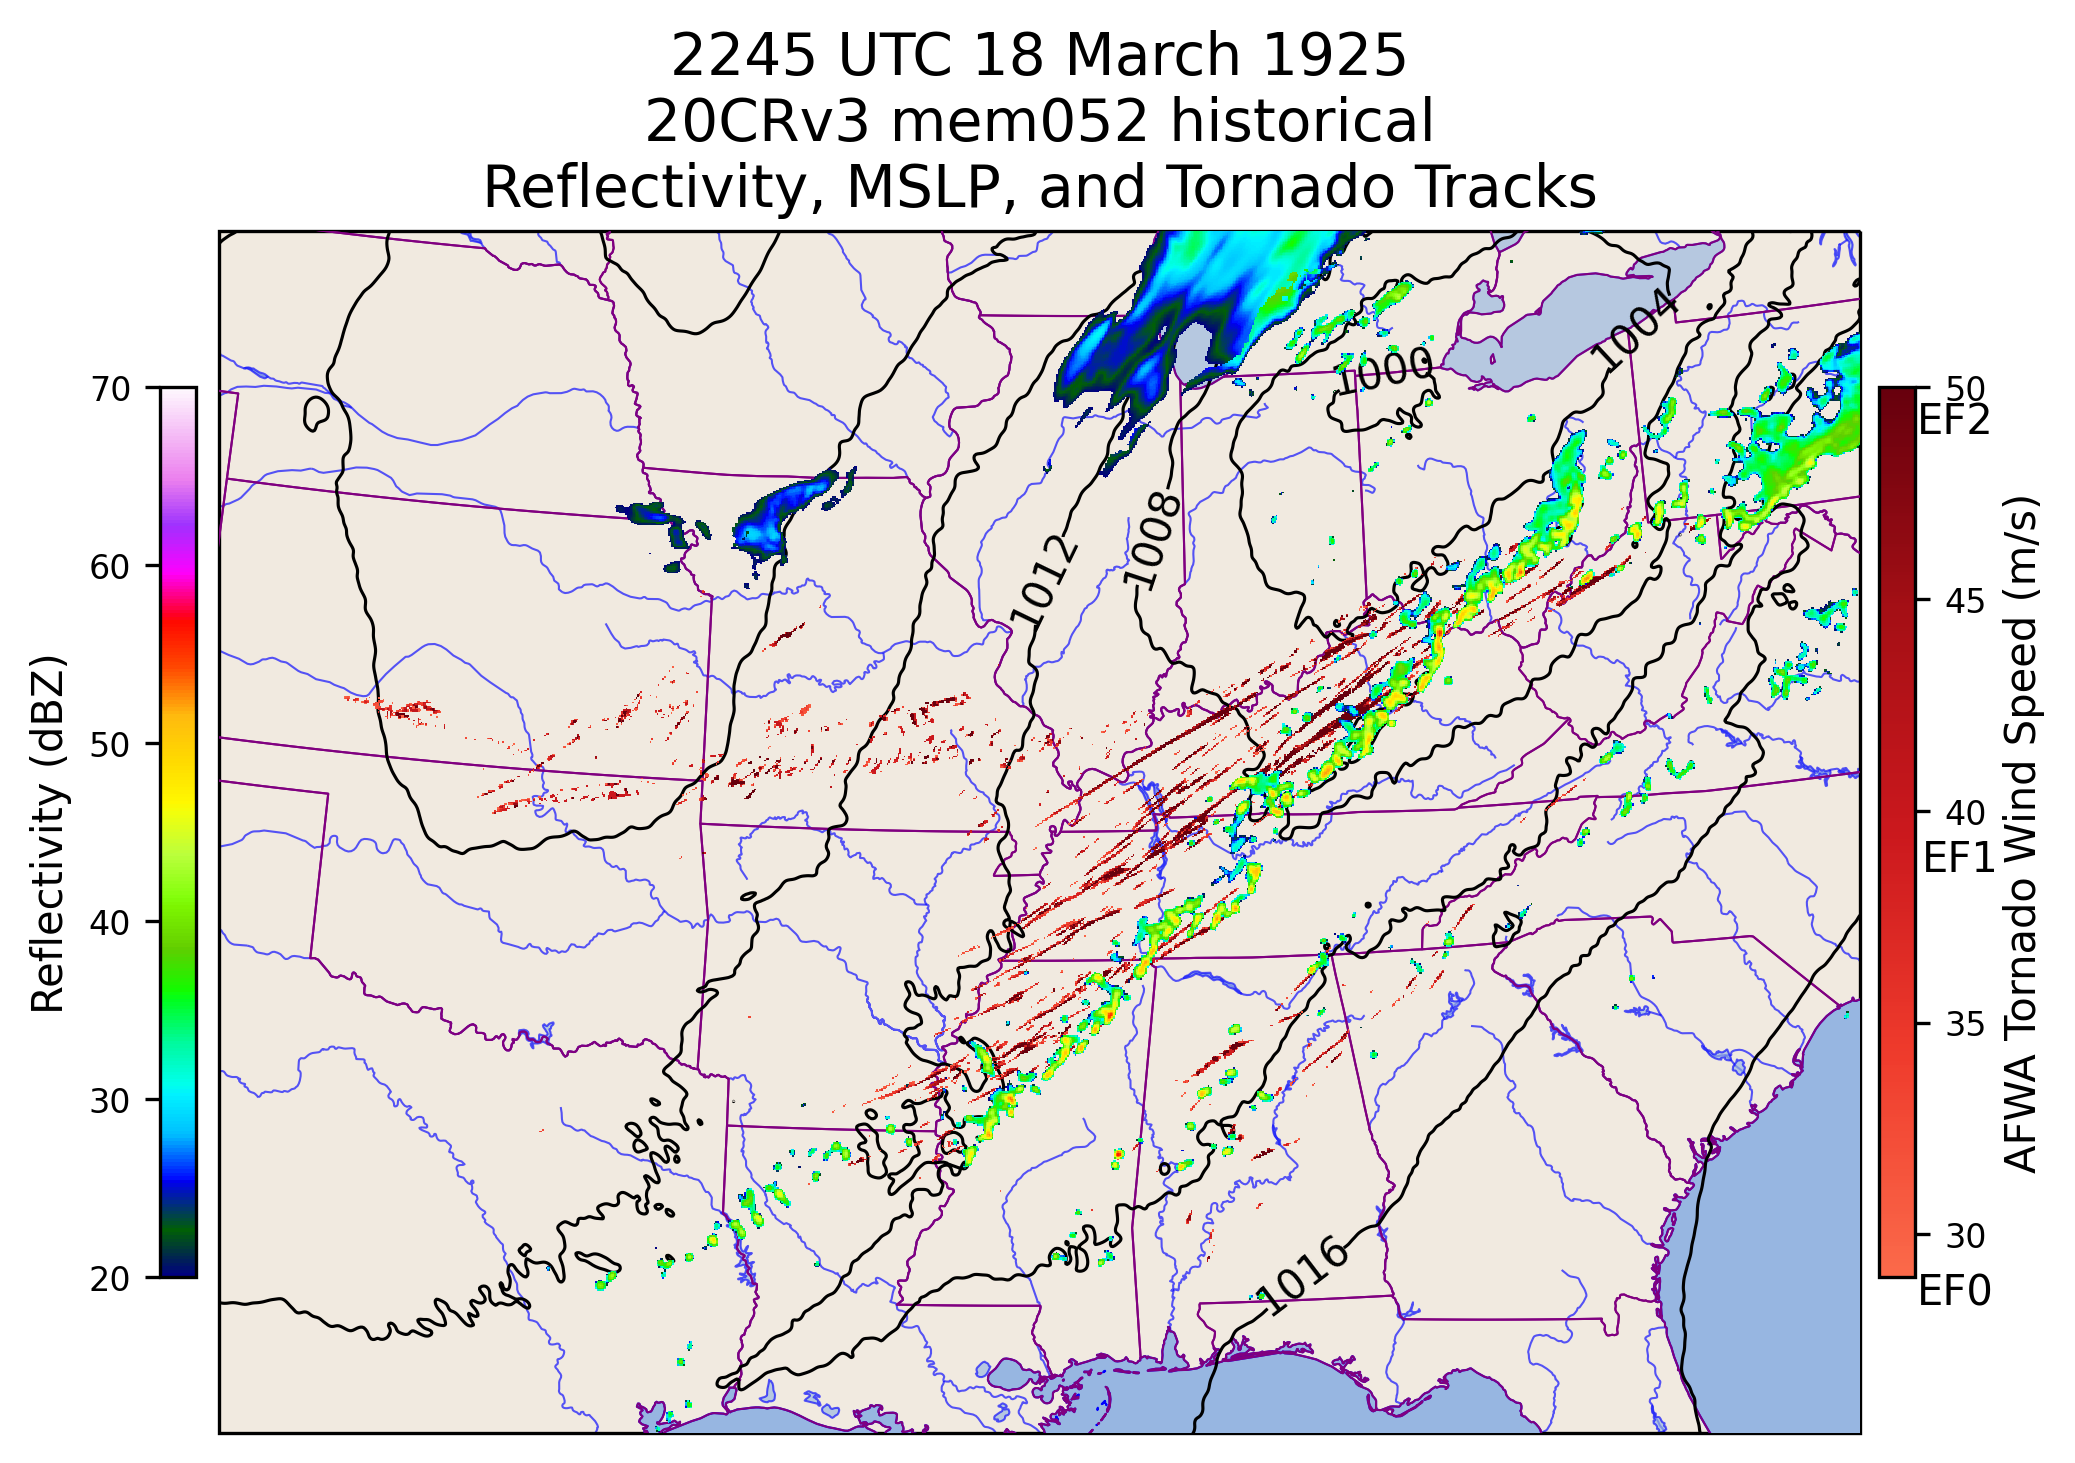 2245 UTC 18 March 1925
20CRv3 mem052 historical
Reflectivity, MSLP, and Tornado Tracks
1004
1000
1008
1012
1016
70
60
50
40
30
20
Reflectivity (dBZ)
50
EF2
45
40
EF1
35
30
EF0
AFWA Tornado Wind Speed (m/s)